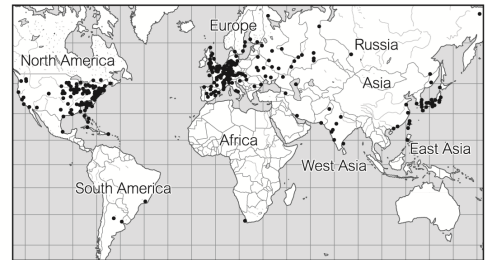 Europe
North America
Russia
Asia
Africa
East Asia
West Asia
South America